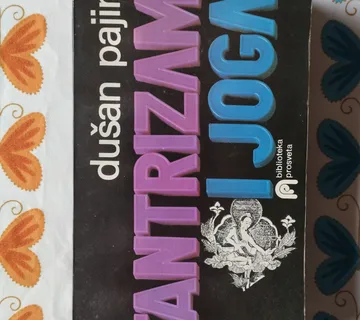 dušan pajin
TANTRIZAM
I JOGA
biblioteka
prosveta